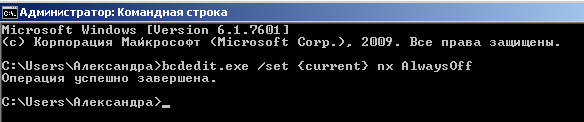 Администратор: Командная строка
Microsoft Windows [Version 6.1.7601]
(c) Корпорация Майкрософт (Microsoft Corp.), 2009. Все права защищены.
C:\Users\Александра>bcdedit.exe /set {current} nx AlwaysOff
Операция успешно завершена.
C:\Users\Александра>_